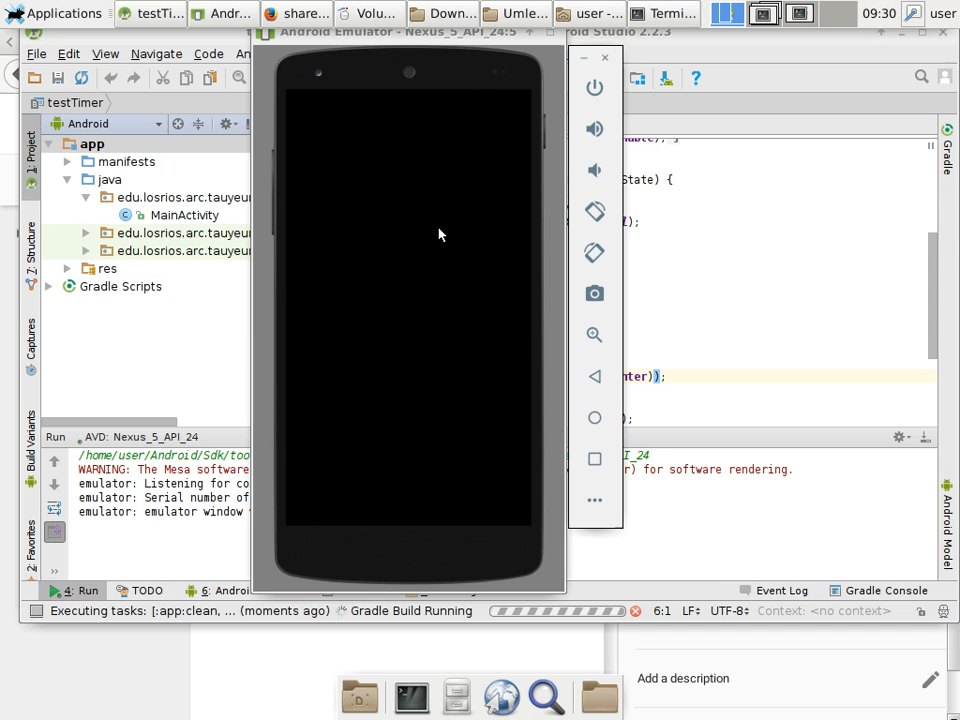 Applications testTi... Andr... share... Volu... Down... Umle... user -... Termi... 09:30 user
Android Emulator - Nexus_5_API_24:5 roid Studio 2.2.3
File Edit View Navigate Code An
testTimer
Android
app
manifests
java
State) {
edu.losrios.arc.tauyeun
MainActivity
edu.losrios.arc.tauyeun
edu.losrios.arc.tauyeun
res
Gradle Scripts
nter));
);
Run AVD: Nexus_5_API_24
/home/user/Android/Sdk/too I_24
WARNING: The Mesa software r) for software rendering.
emulator: Listening for co
emulator: Serial number of
emulator: emulator window
1: Project
7: Structure
Captures
Build Variants
2: Favorites
Gradle
Android Model
4: Run TODO 6: Androi Event Log Gradle Console
Executing tasks: [:app:clean, ... (moments ago) Gradle Build Running 6:1 LF UTF-8 Context: <no context>
Add a description